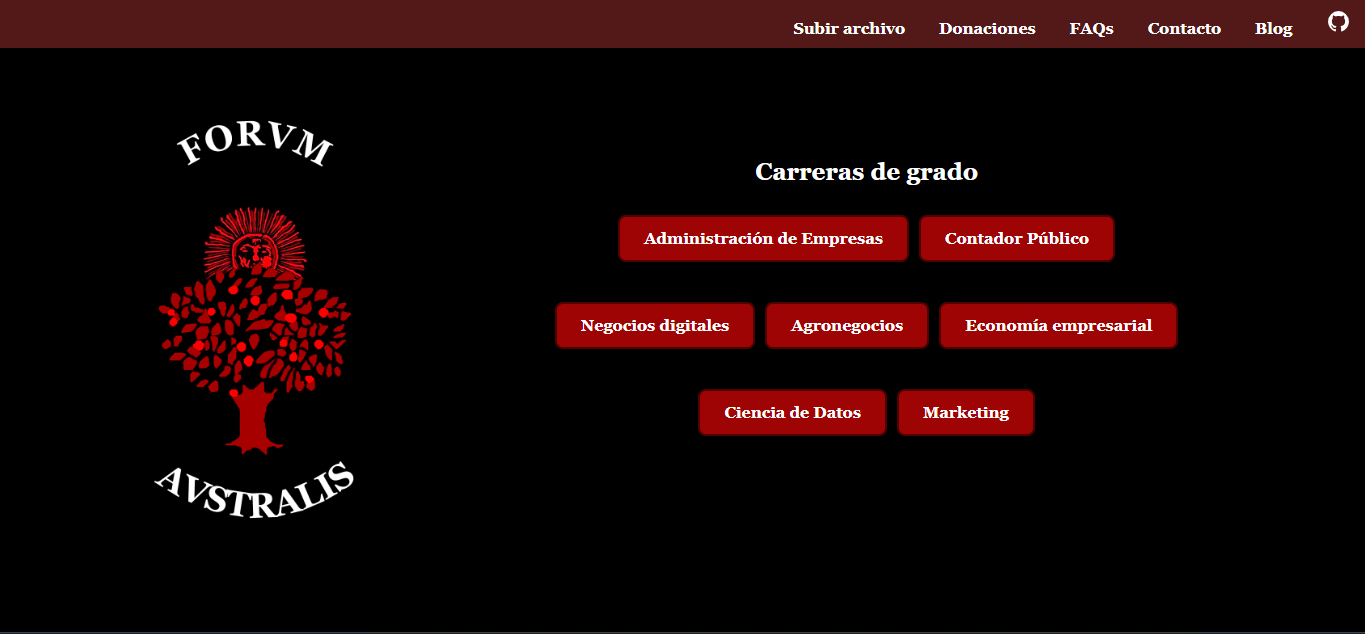 Subir archivo Donaciones FAQs Contacto Blog
FORVM
AVSTRALIS
Carreras de grado
Administración de Empresas Contador Público
Negocios digitales Agronegocios Economía empresarial
Ciencia de Datos Marketing